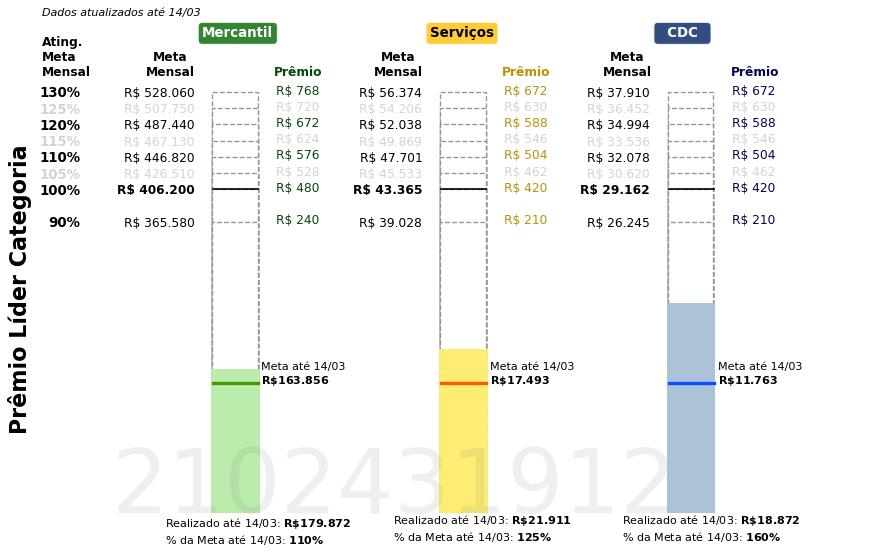 Dados atualizados até 14/03
Mercantil Serviços CDC
Ating.
Meta
Mensal
Meta
Mensal
Prêmio
Meta
Mensal
Prêmio
Meta
Mensal
Prêmio
130% R$ 528.060 R$ 768 R$ 56.374 R$ 672 R$ 37.910 R$ 672
125% R$ 507.750 R$ 720 R$ 54.206 R$ 630 R$ 36.452 R$ 630
120% R$ 487.440 R$ 672 R$ 52.038 R$ 588 R$ 34.994 R$ 588
115% R$ 467.130 R$ 624 R$ 49.869 R$ 546 R$ 33.536 R$ 546
110% R$ 446.820 R$ 576 R$ 47.701 R$ 504 R$ 32.078 R$ 504
105% R$ 426.510 R$ 528 R$ 45.533 R$ 462 R$ 30.620 R$ 462
100% R$ 406.200 R$ 480 R$ 43.365 R$ 420 R$ 29.162 R$ 420
90% R$ 365.580 R$ 240 R$ 39.028 R$ 210 R$ 26.245 R$ 210
Prêmio Líder Categoria
Meta até 14/03
R$163.856
Meta até 14/03
R$17.493
Meta até 14/03
R$11.763
2102431912
Realizado até 14/03: R$179.872
% da Meta até 14/03: 110%
Realizado até 14/03: R$21.911
% da Meta até 14/03: 125%
Realizado até 14/03: R$18.872
% da Meta até 14/03: 160%